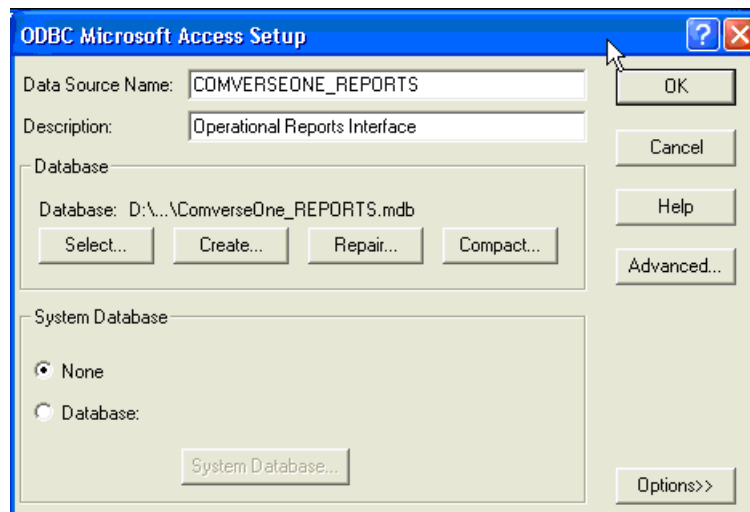 ODBC Microsoft Access Setup
Data Source Name: COMVERSEONE_REPORTS
OK
Description: Operational Reports Interface
Cancel
Database
Database: D:\...\ComverseOne_REPORTS.mdb
Help
Select... Create... Repair... Compact...
Advanced...
System Database
None
Database:
System Database...
Options>>